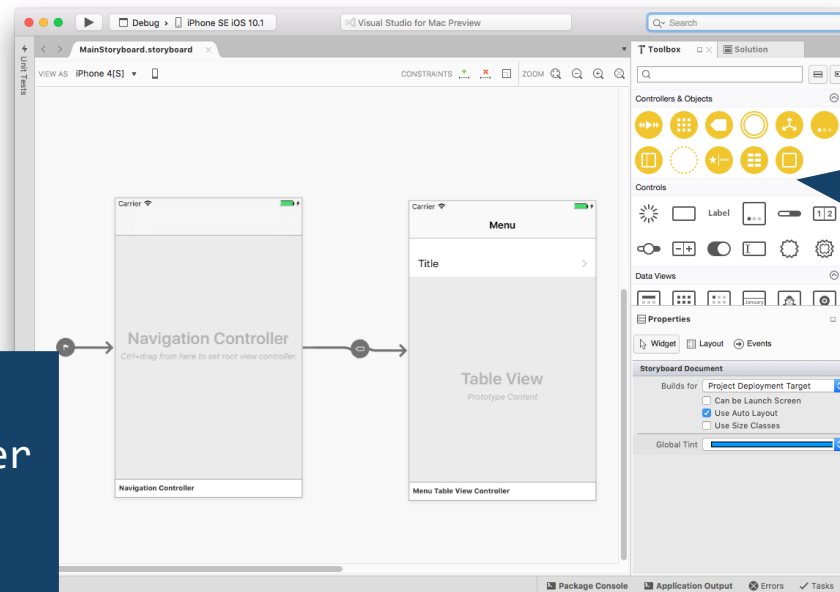 Debug › iPhone SE iOS 10.1
Visual Studio for Mac Preview
Search
MainStoryboard.storyboard
Toolbox
Solution
Unit Tests
VIEW AS iPhone 4[S]
CONSTRAINTS
ZOOM
Controllers & Objects
Controls
Label
1 2
Data Views
January
Carrier
Navigation Controller
Ctrl+drag from here to set root view controller.
Navigation Controller
Carrier
Menu
Title
Table View
Prototype Content
Menu Table View Controller
Properties
Widget Layout Events
Storyboard Document
Builds for Project Deployment Target
Can be Launch Screen
Use Auto Layout
Use Size Classes
Global Tint
er
Package Console Application Output Errors Tasks